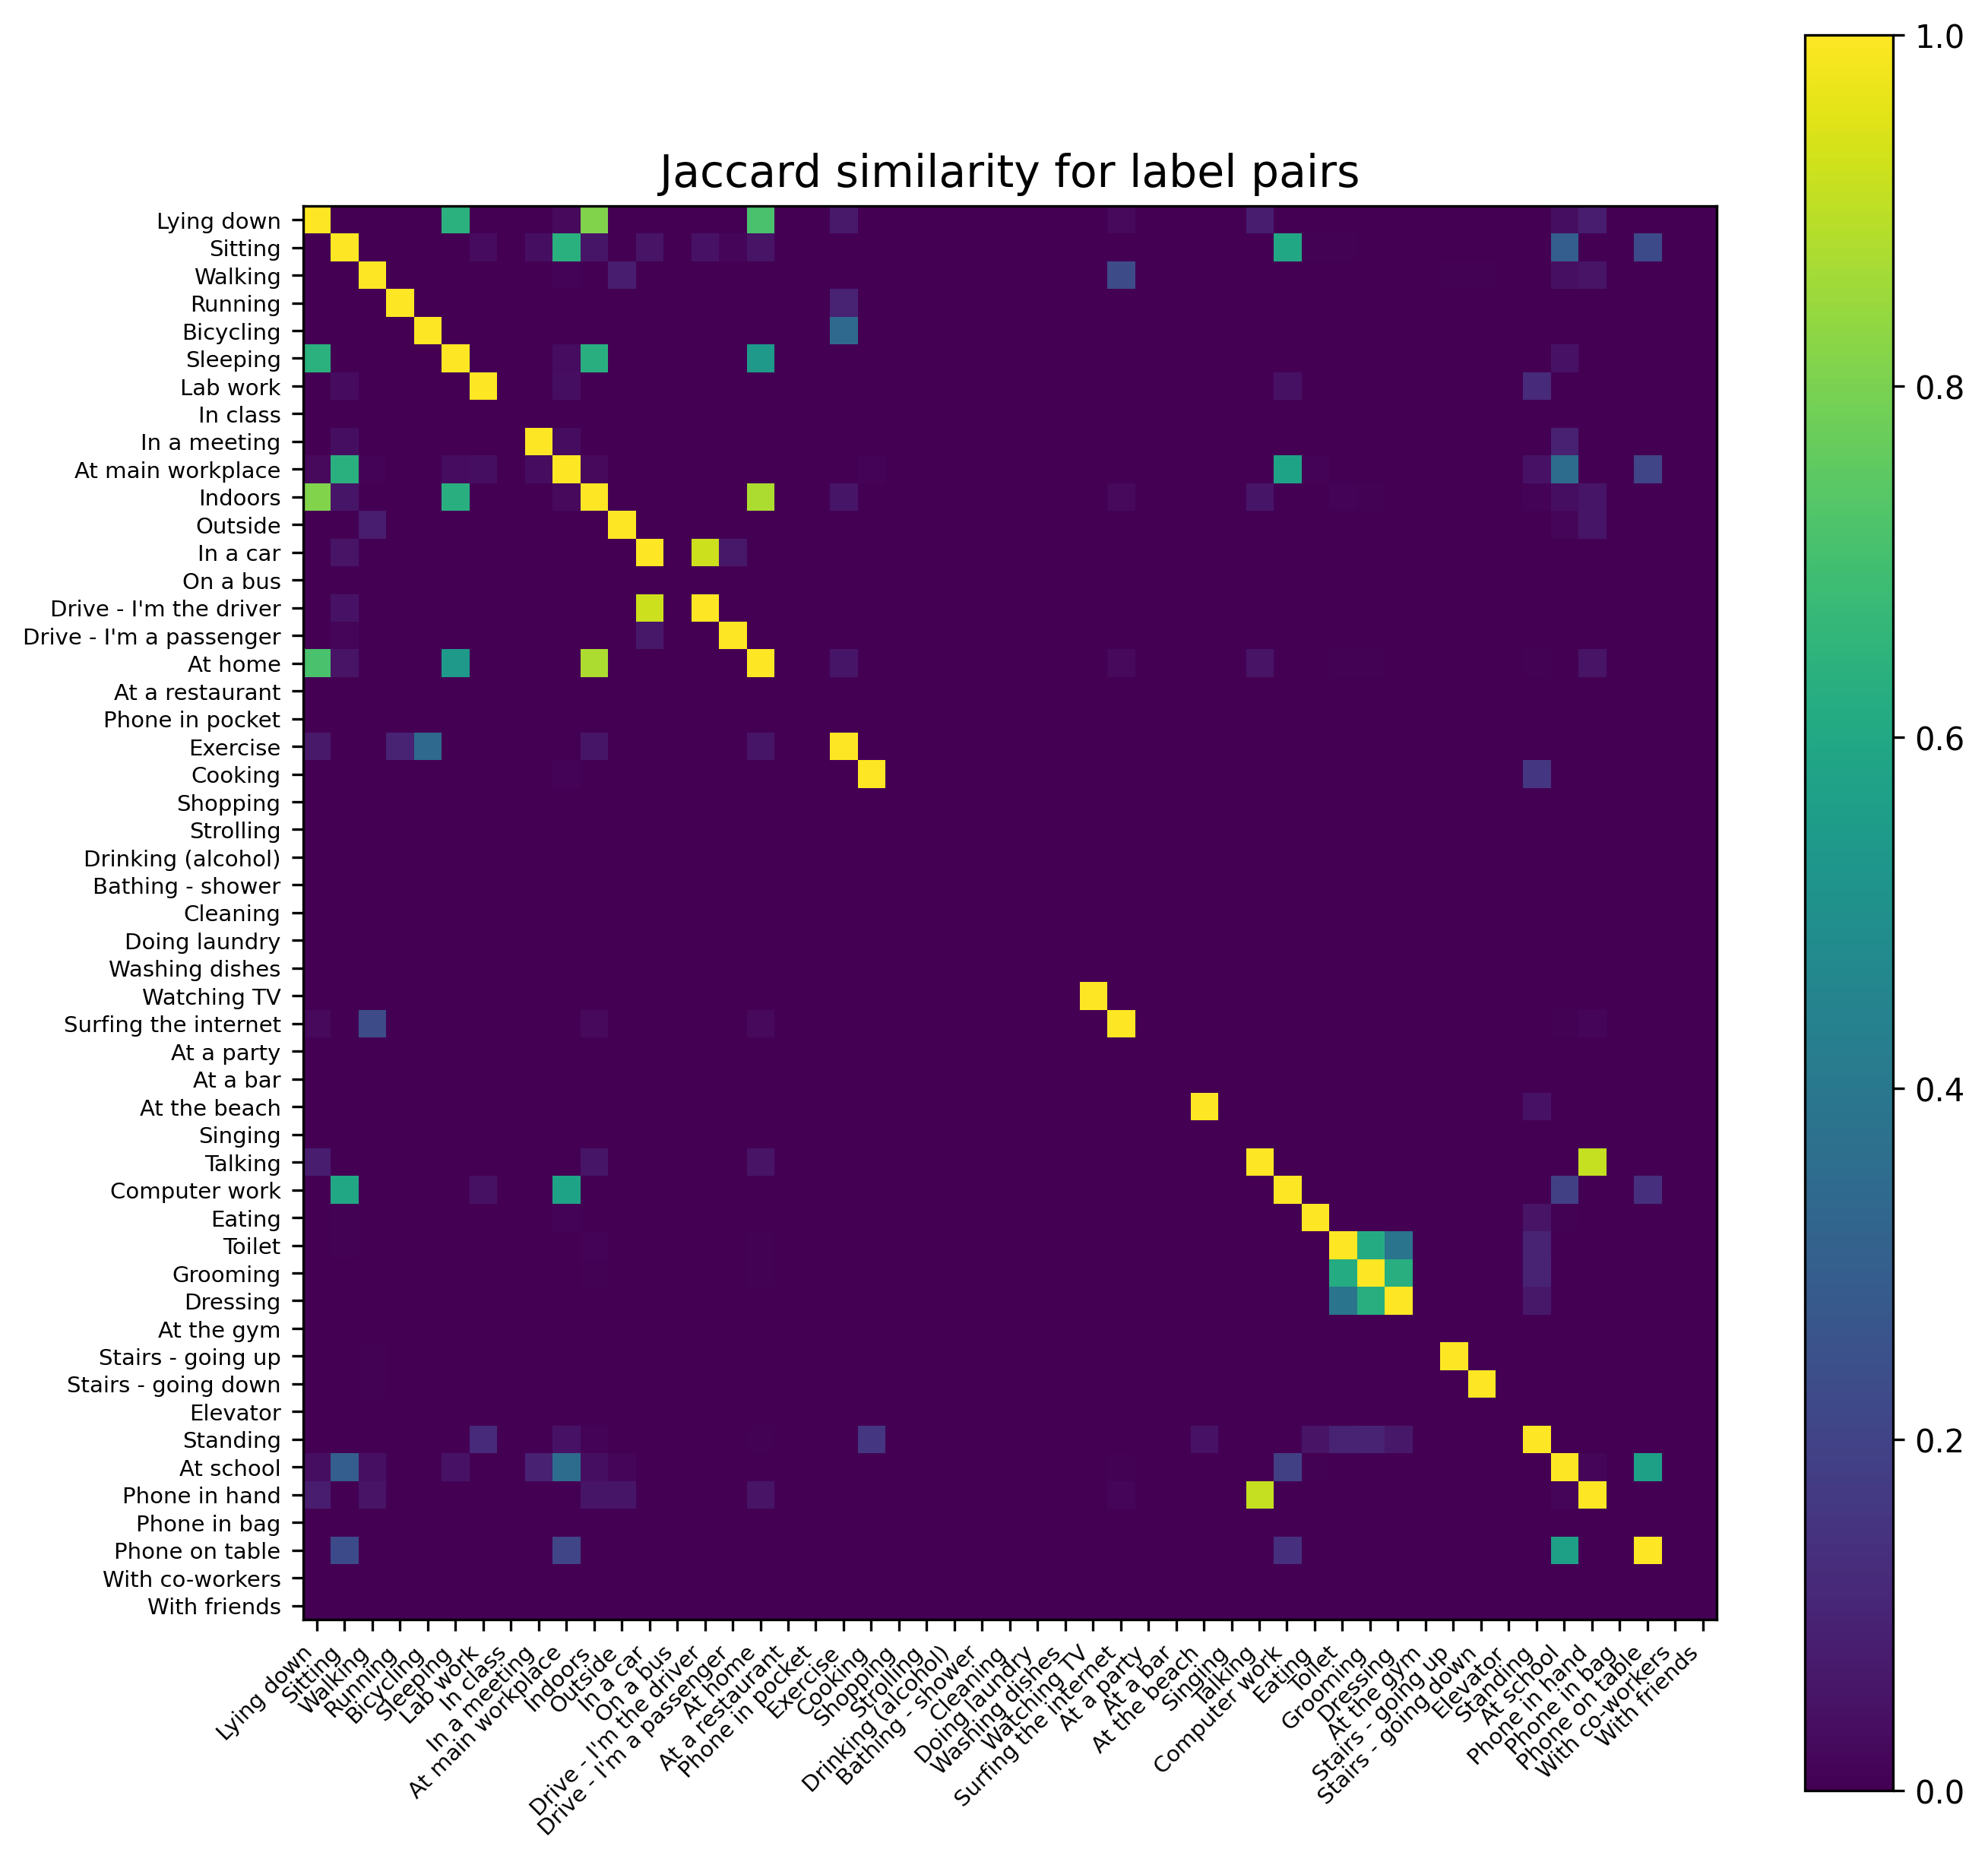 Jaccard similarity for label pairs
Lying down
Sitting
Walking
Running
Bicycling
Sleeping
Lab work
In class
In a meeting
At main workplace
Indoors
Outside
In a car
On a bus
Drive - I'm the driver
Drive - I'm a passenger
At home
At a restaurant
Phone in pocket
Exercise
Cooking
Shopping
Strolling
Drinking (alcohol)
Bathing - shower
Cleaning
Doing laundry
Washing dishes
Watching TV
Surfing the internet
At a party
At a bar
At the beach
Singing
Talking
Computer work
Eating
Toilet
Grooming
Dressing
At the gym
Stairs - going up
Stairs - going down
Elevator
Standing
At school
Phone in hand
Phone in bag
Phone on table
With co-workers
With friends
Lying down
Sitting
Walking
Running
Bicycling
Sleeping
Lab work
In class
In a meeting
At main workplace
Indoors
Outside
In a car
On a bus
Drive - I'm the driver
Drive - I'm a passenger
At home
At a restaurant
Phone in pocket
Exercise
Cooking
Shopping
Strolling
Drinking (alcohol)
Bathing - shower
Cleaning
Doing laundry
Washing dishes
Watching TV
Surfing the internet
At a party
At a bar
At the beach
Singing
Talking
Computer work
Eating
Toilet
Grooming
Dressing
At the gym
Stairs - going up
Stairs - going down
Elevator
Standing
At school
Phone in hand
Phone in bag
Phone on table
With co-workers
With friends
1.0
0.8
0.6
0.4
0.2
0.0